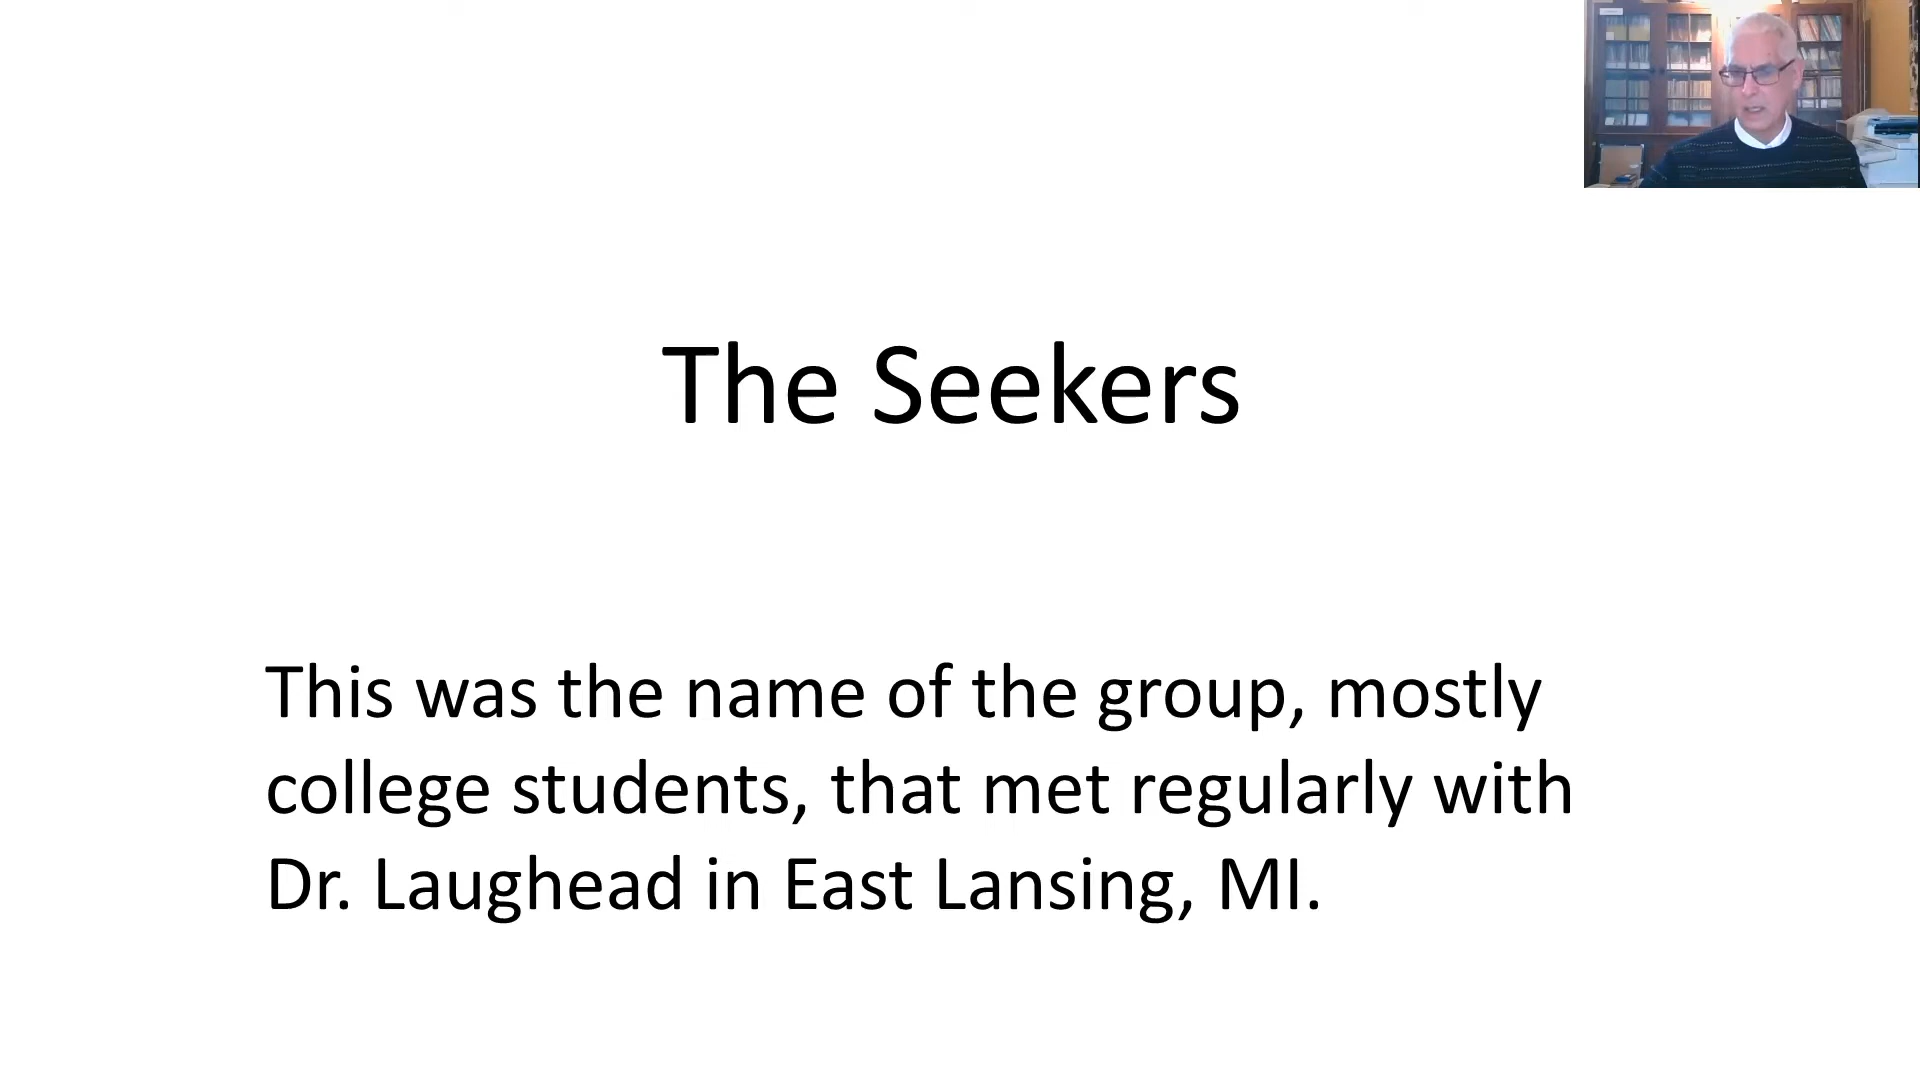 The Seekers
This was the name of the group, mostly
college students, that met regularly with
Dr. Laughead in East Lansing, MI.